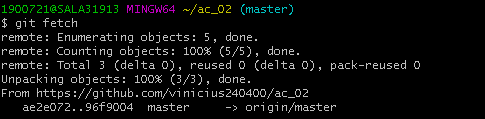 1900721@SALA31913 MINGW64 ~/ac_02 (master)
$ git fetch
remote: Enumerating objects: 5, done.
remote: Counting objects: 100% (5/5), done.
remote: Total 3 (delta 0), reused 0 (delta 0), pack-reused 0
Unpacking objects: 100% (3/3), done.
From https://github.com/vinicius240400/ac_02
   ae2e072..96f9004  master     -> origin/master